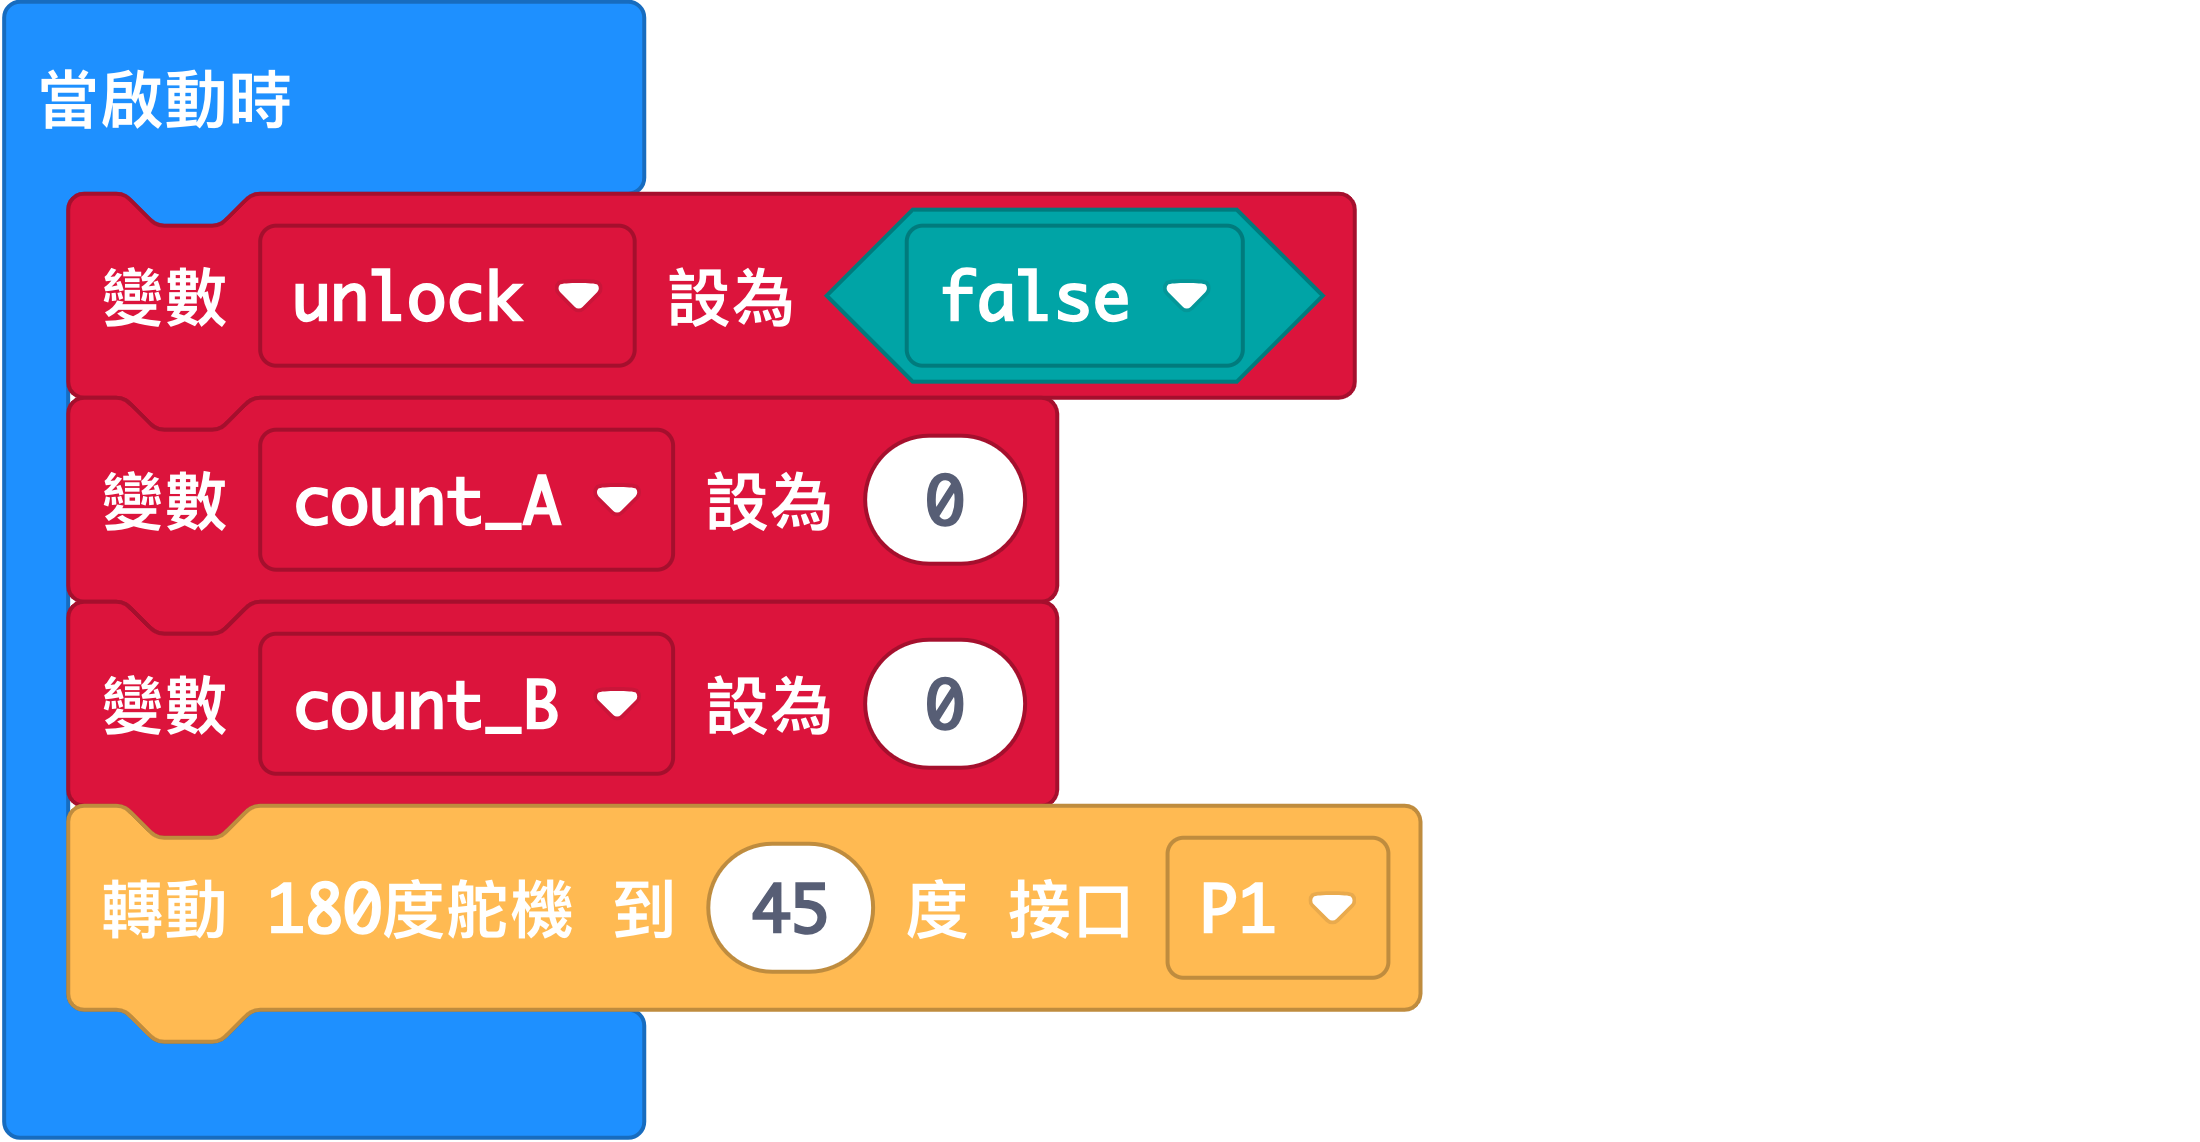 當啟動時
變數 unlock 設為 false
變數 count_A 設為 0
變數 count_B 設為 0
轉動 180度舵機 到 45 度 接口 P1